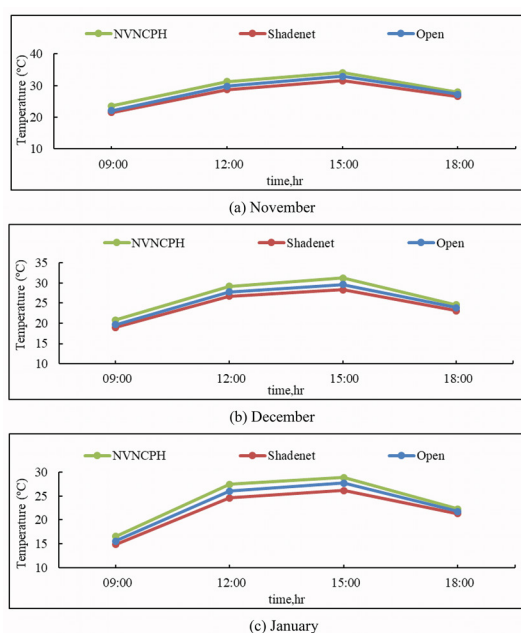 NVNCPH Shadenet Open
Temperature (°C)
40
30
20
10
09:00 12:00 15:00 18:00
time,hr
(a) November
NVNCPH Shadenet Open
Temperature (°C)
35
30
25
20
15
10
09:00 12:00 15:00 18:00
time,hr
(b) December
NVNCPH Shadenet Open
Temperature (°C)
30
25
20
15
10
09:00 12:00 15:00 18:00
time,hr
(c) January